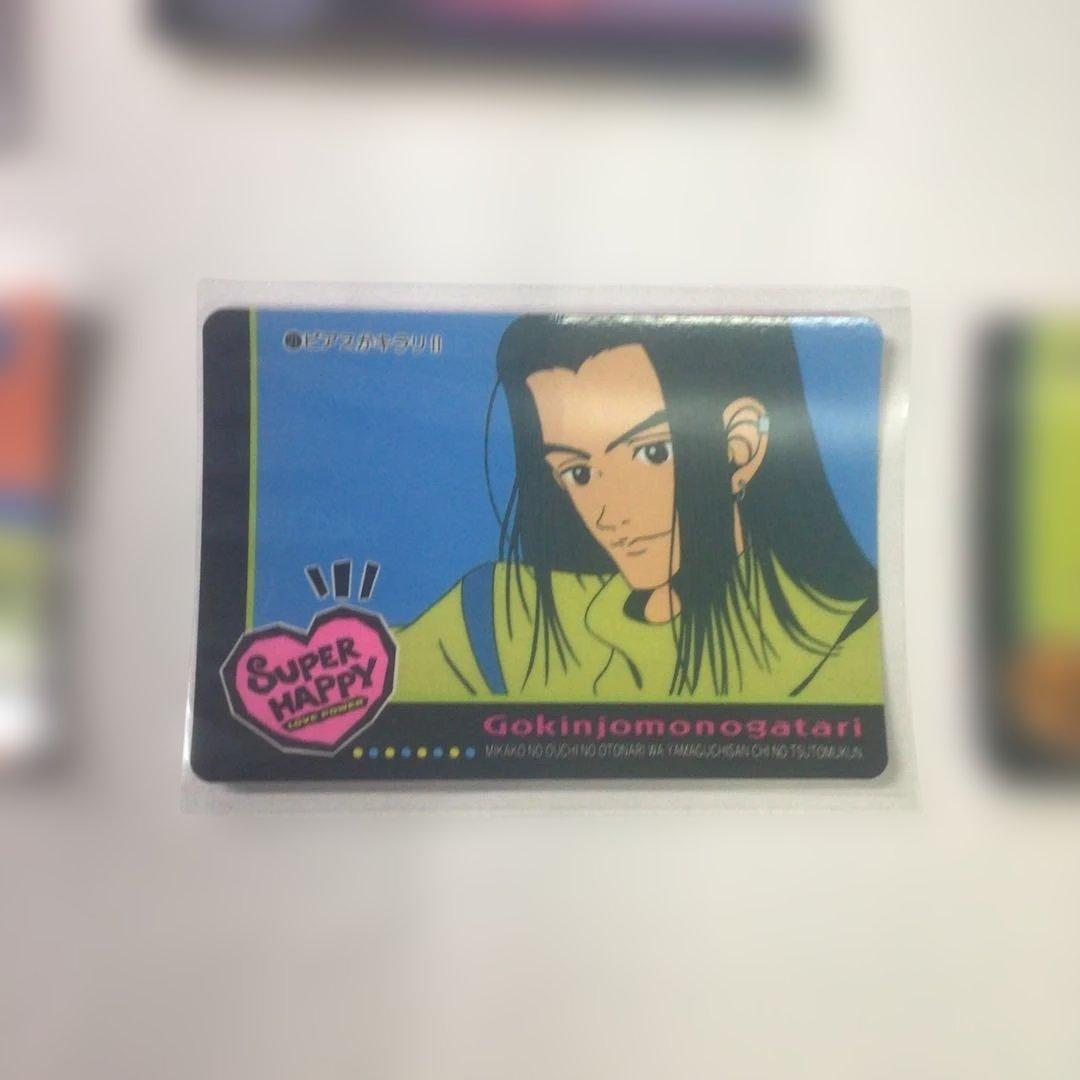 ピアスがキラリ!!
SUPER
HAPPY
LOVE POWER
Gokinjomonogatari
MIKAKO NO OUCHI NO OTONARI WA YAMAGUCHISAN CHI NO TSUTOMUKUN